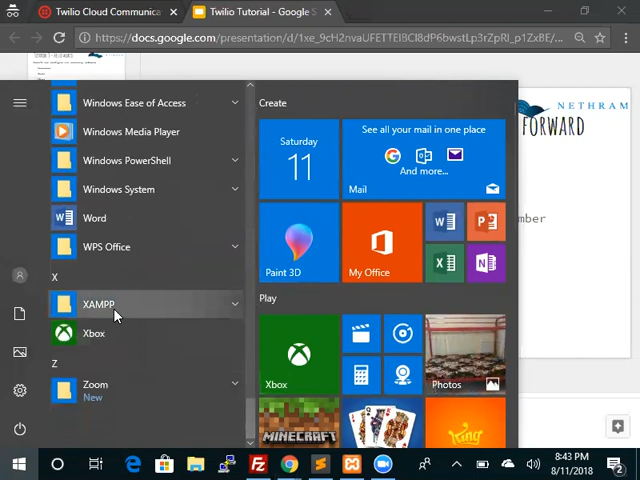 Twilio Cloud Communica
Twilio Tutorial - Google S
https://docs.google.com/presentation/d/1xe_9cH2nvaUFETTEl8Cl8dP6bwstLp3rZpRl_p1ZxBE/
Windows Ease of Access
Windows Media Player
Windows PowerShell
Windows System
Word
WPS Office
X
XAMPP
Xbox
Z
Zoom
New
Create
Saturday
11
See all your mail in one place
And more...
Mail
Paint 3D
My Office
Play
Xbox
Photos
MINECRAFT
King
NETHRAM
FORWARD
mber
8:43 PM
8/11/2018
2